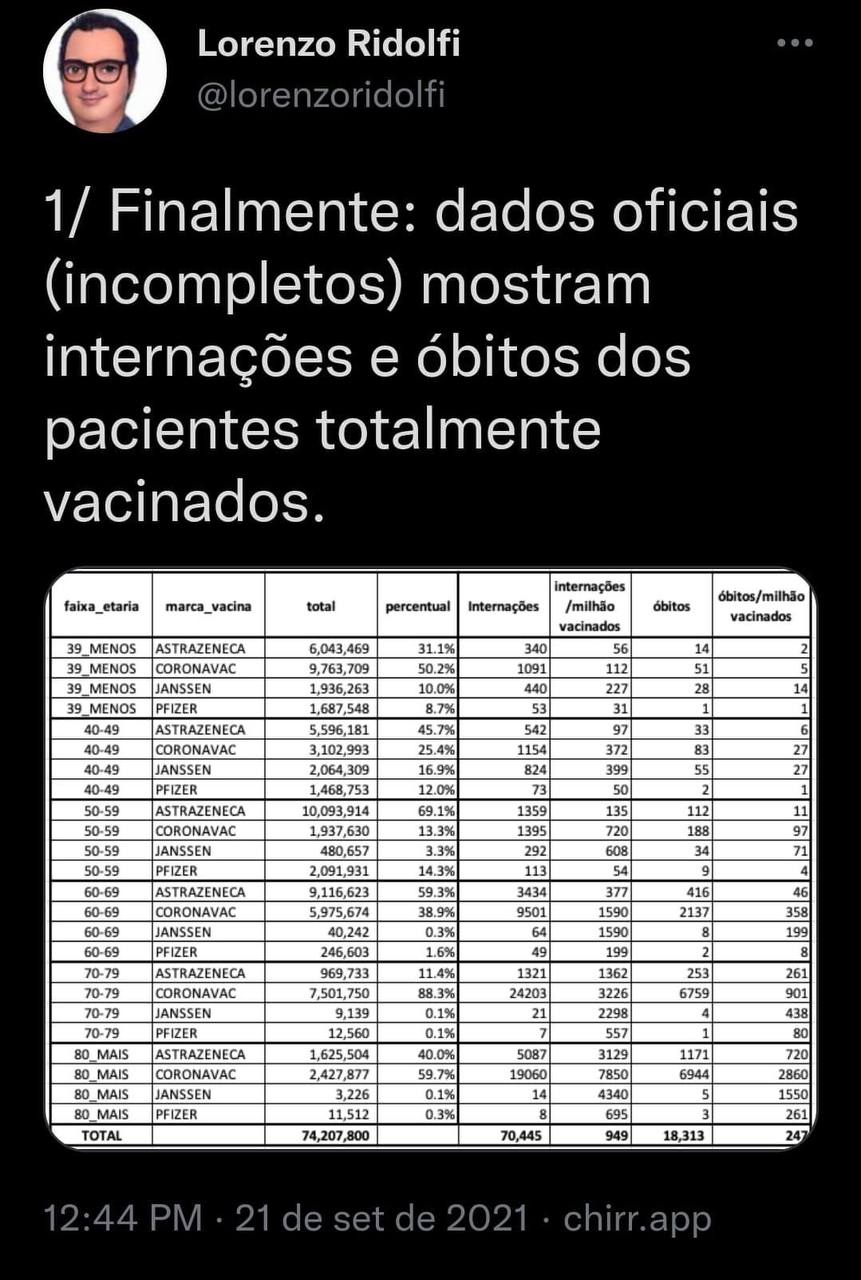 Lorenzo Ridolfi
@lorenzoridolfi
1/ Finalmente: dados oficiais
(incompletos) mostram
internações e óbitos dos
pacientes totalmente
vacinados.
faixa_etaria marca_vacina total percentual Internações internações/milhão vacinados óbitos óbitos/milhão vacinados
39_MENOS ASTRAZENECA 6,043,469 31.1% 340 56 14 2
39_MENOS CORONAVAC 9,763,709 50.2% 1091 112 51 5
39_MENOS JANSSEN 1,936,263 10.0% 440 227 28 14
39_MENOS PFIZER 1,687,548 8.7% 53 31 1 1
40-49 ASTRAZENECA 5,596,181 45.7% 542 97 33 6
40-49 CORONAVAC 3,102,993 25.4% 1154 372 83 27
40-49 JANSSEN 2,064,309 16.9% 824 399 55 27
40-49 PFIZER 1,468,753 12.0% 73 50 2 1
50-59 ASTRAZENECA 10,093,914 69.1% 1359 135 112 11
50-59 CORONAVAC 1,937,630 13.3% 1395 720 188 97
50-59 JANSSEN 480,657 3.3% 292 608 34 71
50-59 PFIZER 2,091,931 14.3% 113 54 9 4
60-69 ASTRAZENECA 9,116,623 59.3% 3434 377 416 46
60-69 CORONAVAC 5,975,674 38.9% 9501 1590 2137 358
60-69 JANSSEN 40,242 0.3% 64 1590 8 199
60-69 PFIZER 246,603 1.6% 49 199 2 8
70-79 ASTRAZENECA 969,733 11.4% 1321 1362 253 261
70-79 CORONAVAC 7,501,750 88.3% 24203 3226 6759 901
70-79 JANSSEN 9,139 0.1% 21 2298 4 438
70-79 PFIZER 12,560 0.1% 7 557 1 80
80_MAIS ASTRAZENECA 1,625,504 40.0% 5087 3129 1171 720
80_MAIS CORONAVAC 2,427,877 59.7% 19060 7850 6944 2860
80_MAIS JANSSEN 3,226 0.1% 14 4340 5 1550
80_MAIS PFIZER 11,512 0.3% 8 695 3 261
TOTAL 74,207,800 70,445 949 18,313 247
12:44 PM · 21 de set de 2021 · chirr.app